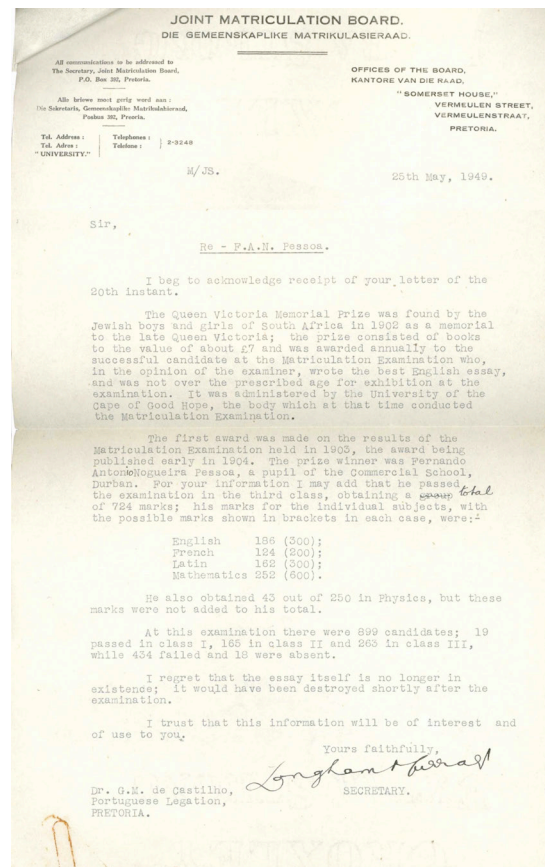 JOINT MATRICULATION BOARD.
DIE GEMEENSKAPLIKE MATRIKULASIERAAD.
All communications to be addressed to
The Secretary, Joint Matriculation Board,
P.O. Box 392, Pretoria.
Alle briewe moet gerig word aan :
Die Sekretaris, Gemeenskaplike Matrikulasieraad,
Posbus 392, Pretoria.
Tel. Address :
Tel. Adres :
"UNIVERSITY."
Telephones :
Telefone :
2-3248
OFFICES OF THE BOARD,
KANTORE VAN DIE RAAD,
"SOMERSET HOUSE,"
VERMEULEN STREET,
VERMEULENSTRAAT,
PRETORIA.
M/JS.
25th May, 1949.
Sir,
Re - F.A.N. Pessoa.
I beg to acknowledge receipt of your letter of the
20th instant.
The Queen Victoria Memorial Prize was found by the
Jewish boys and girls of South Africa in 1902 as a memorial
to the late Queen Victoria; the prize consisted of books
to the value of about £7 and was awarded annually to the
successful candidate at the Matriculation Examination who,
in the opinion of the examiner, wrote the best English essay,
and was not over the prescribed age for exhibition at the
examination. It was administered by the University of the
Cape of Good Hope, the body which at that time conducted
the Matriculation Examination.
The first award was made on the results of the
Matriculation Examination held in 1903, the award being
published early in 1904. The prize winner was Fernando
Antonio Nogueira Pessoa, a pupil of the Commercial School,
Durban. For your information I may add that he passed
the examination in the third class, obtaining a total
of 724 marks; his marks for the individual subjects, with
the possible marks shown in brackets in each case, were:-
English 186 (300);
French 124 (200);
Latin 162 (300);
Mathematics 252 (600).
He also obtained 43 out of 250 in Physics, but these
marks were not added to his total.
At this examination there were 899 candidates; 19
passed in class I, 165 in class II and 263 in class III,
while 434 failed and 18 were absent.
I regret that the essay itself is no longer in
existence; it would have been destroyed shortly after the
examination.
I trust that this information will be of interest and
of use to you.
Yours faithfully,
SECRETARY.
Dr. G.M. de Castilho,
Portuguese Legation,
PRETORIA.